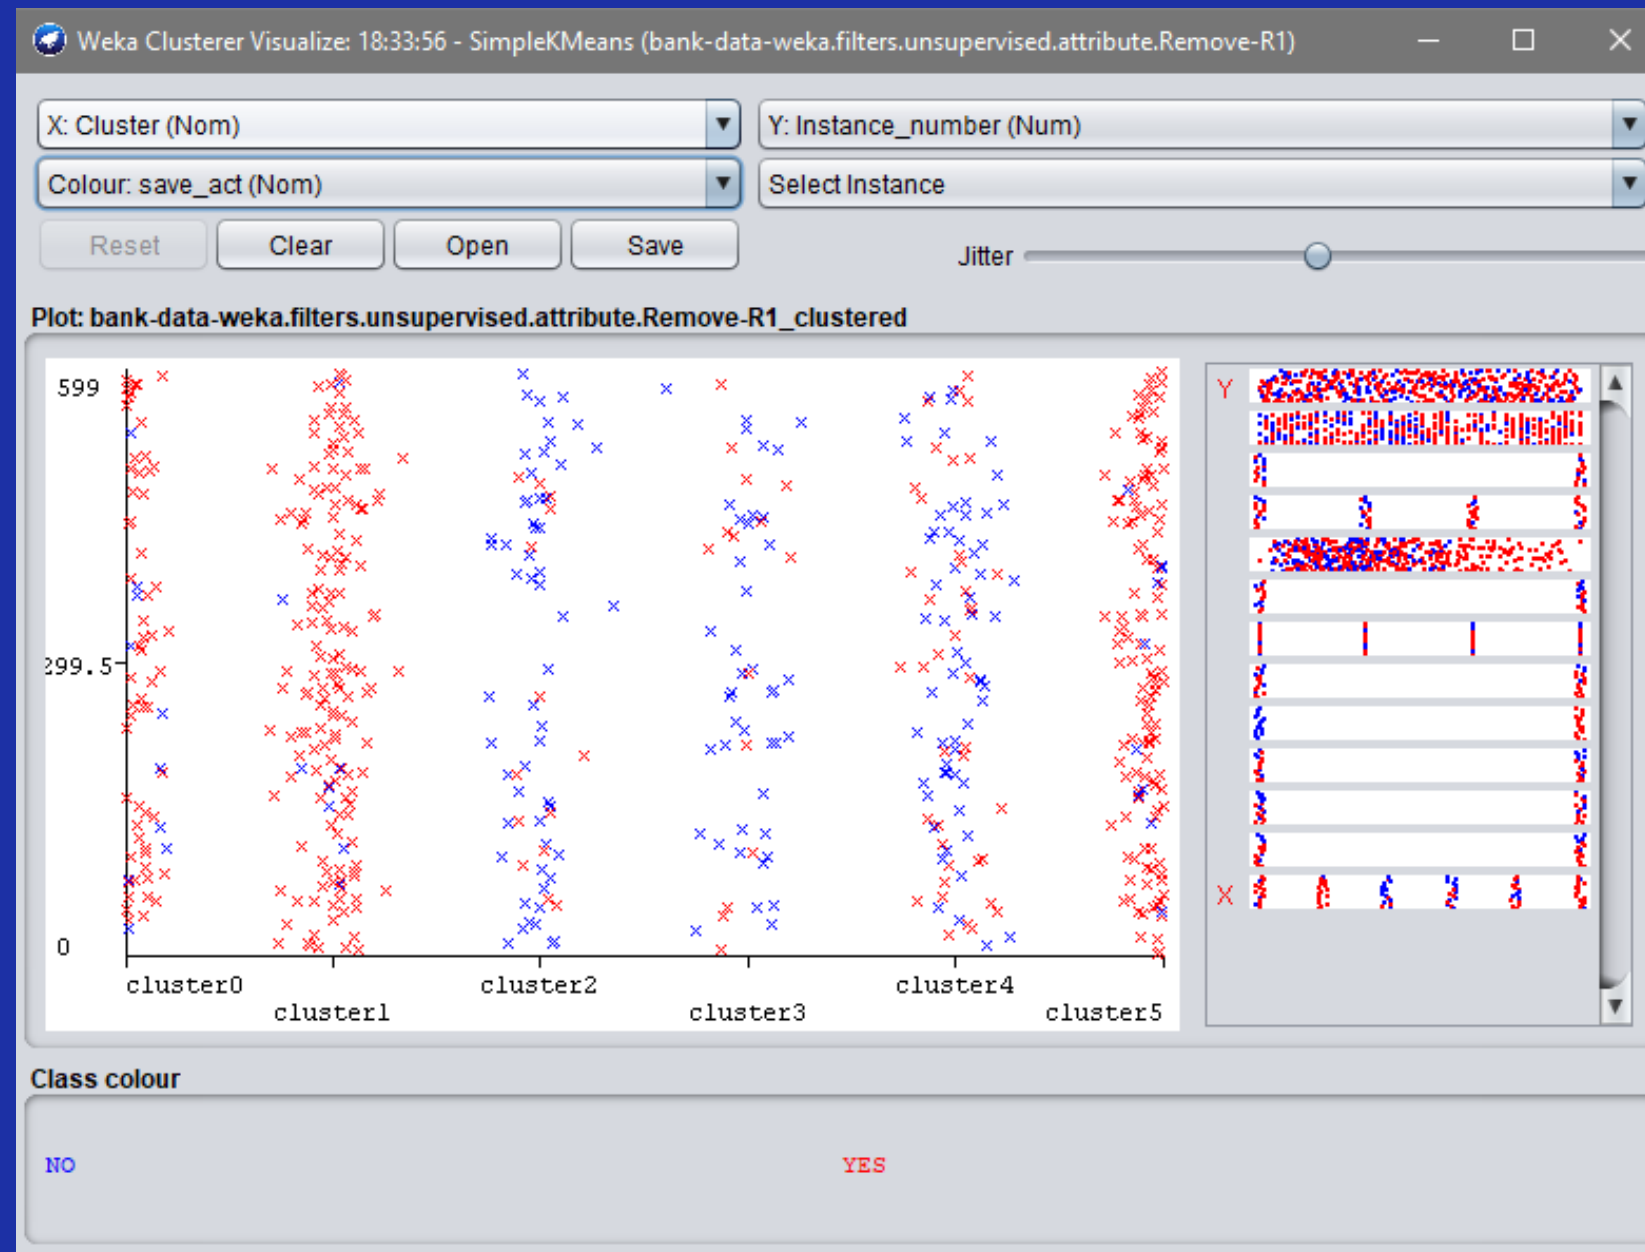 Weka Clusterer Visualize: 18:33:56 - SimpleKMeans (bank-data-weka.filters.unsupervised.attribute.Remove-R1)
X: Cluster (Nom)
Y: Instance_number (Num)
Colour: save_act (Nom)
Select Instance
Reset Clear Open Save
Jitter
Plot: bank-data-weka.filters.unsupervised.attribute.Remove-R1_clustered
599
299.5
0
cluster0 cluster2 cluster4
cluster1 cluster3 cluster5
Y
X
Class colour
NO YES